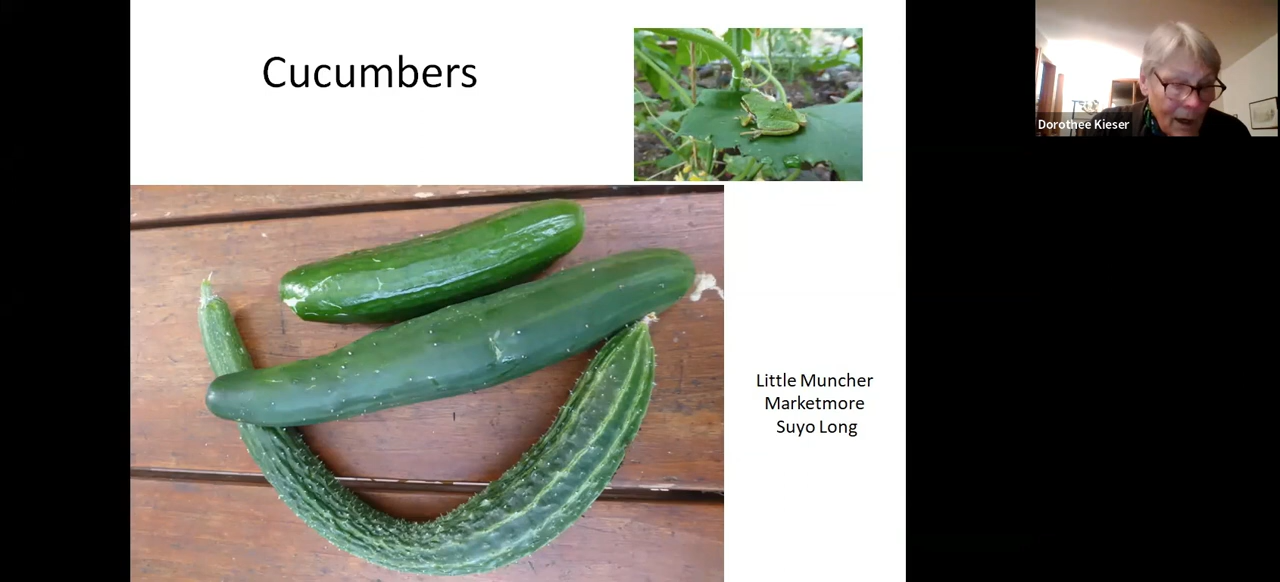 Cucumbers
Dorothee Kieser
Little Muncher
Marketmore
Suyo Long